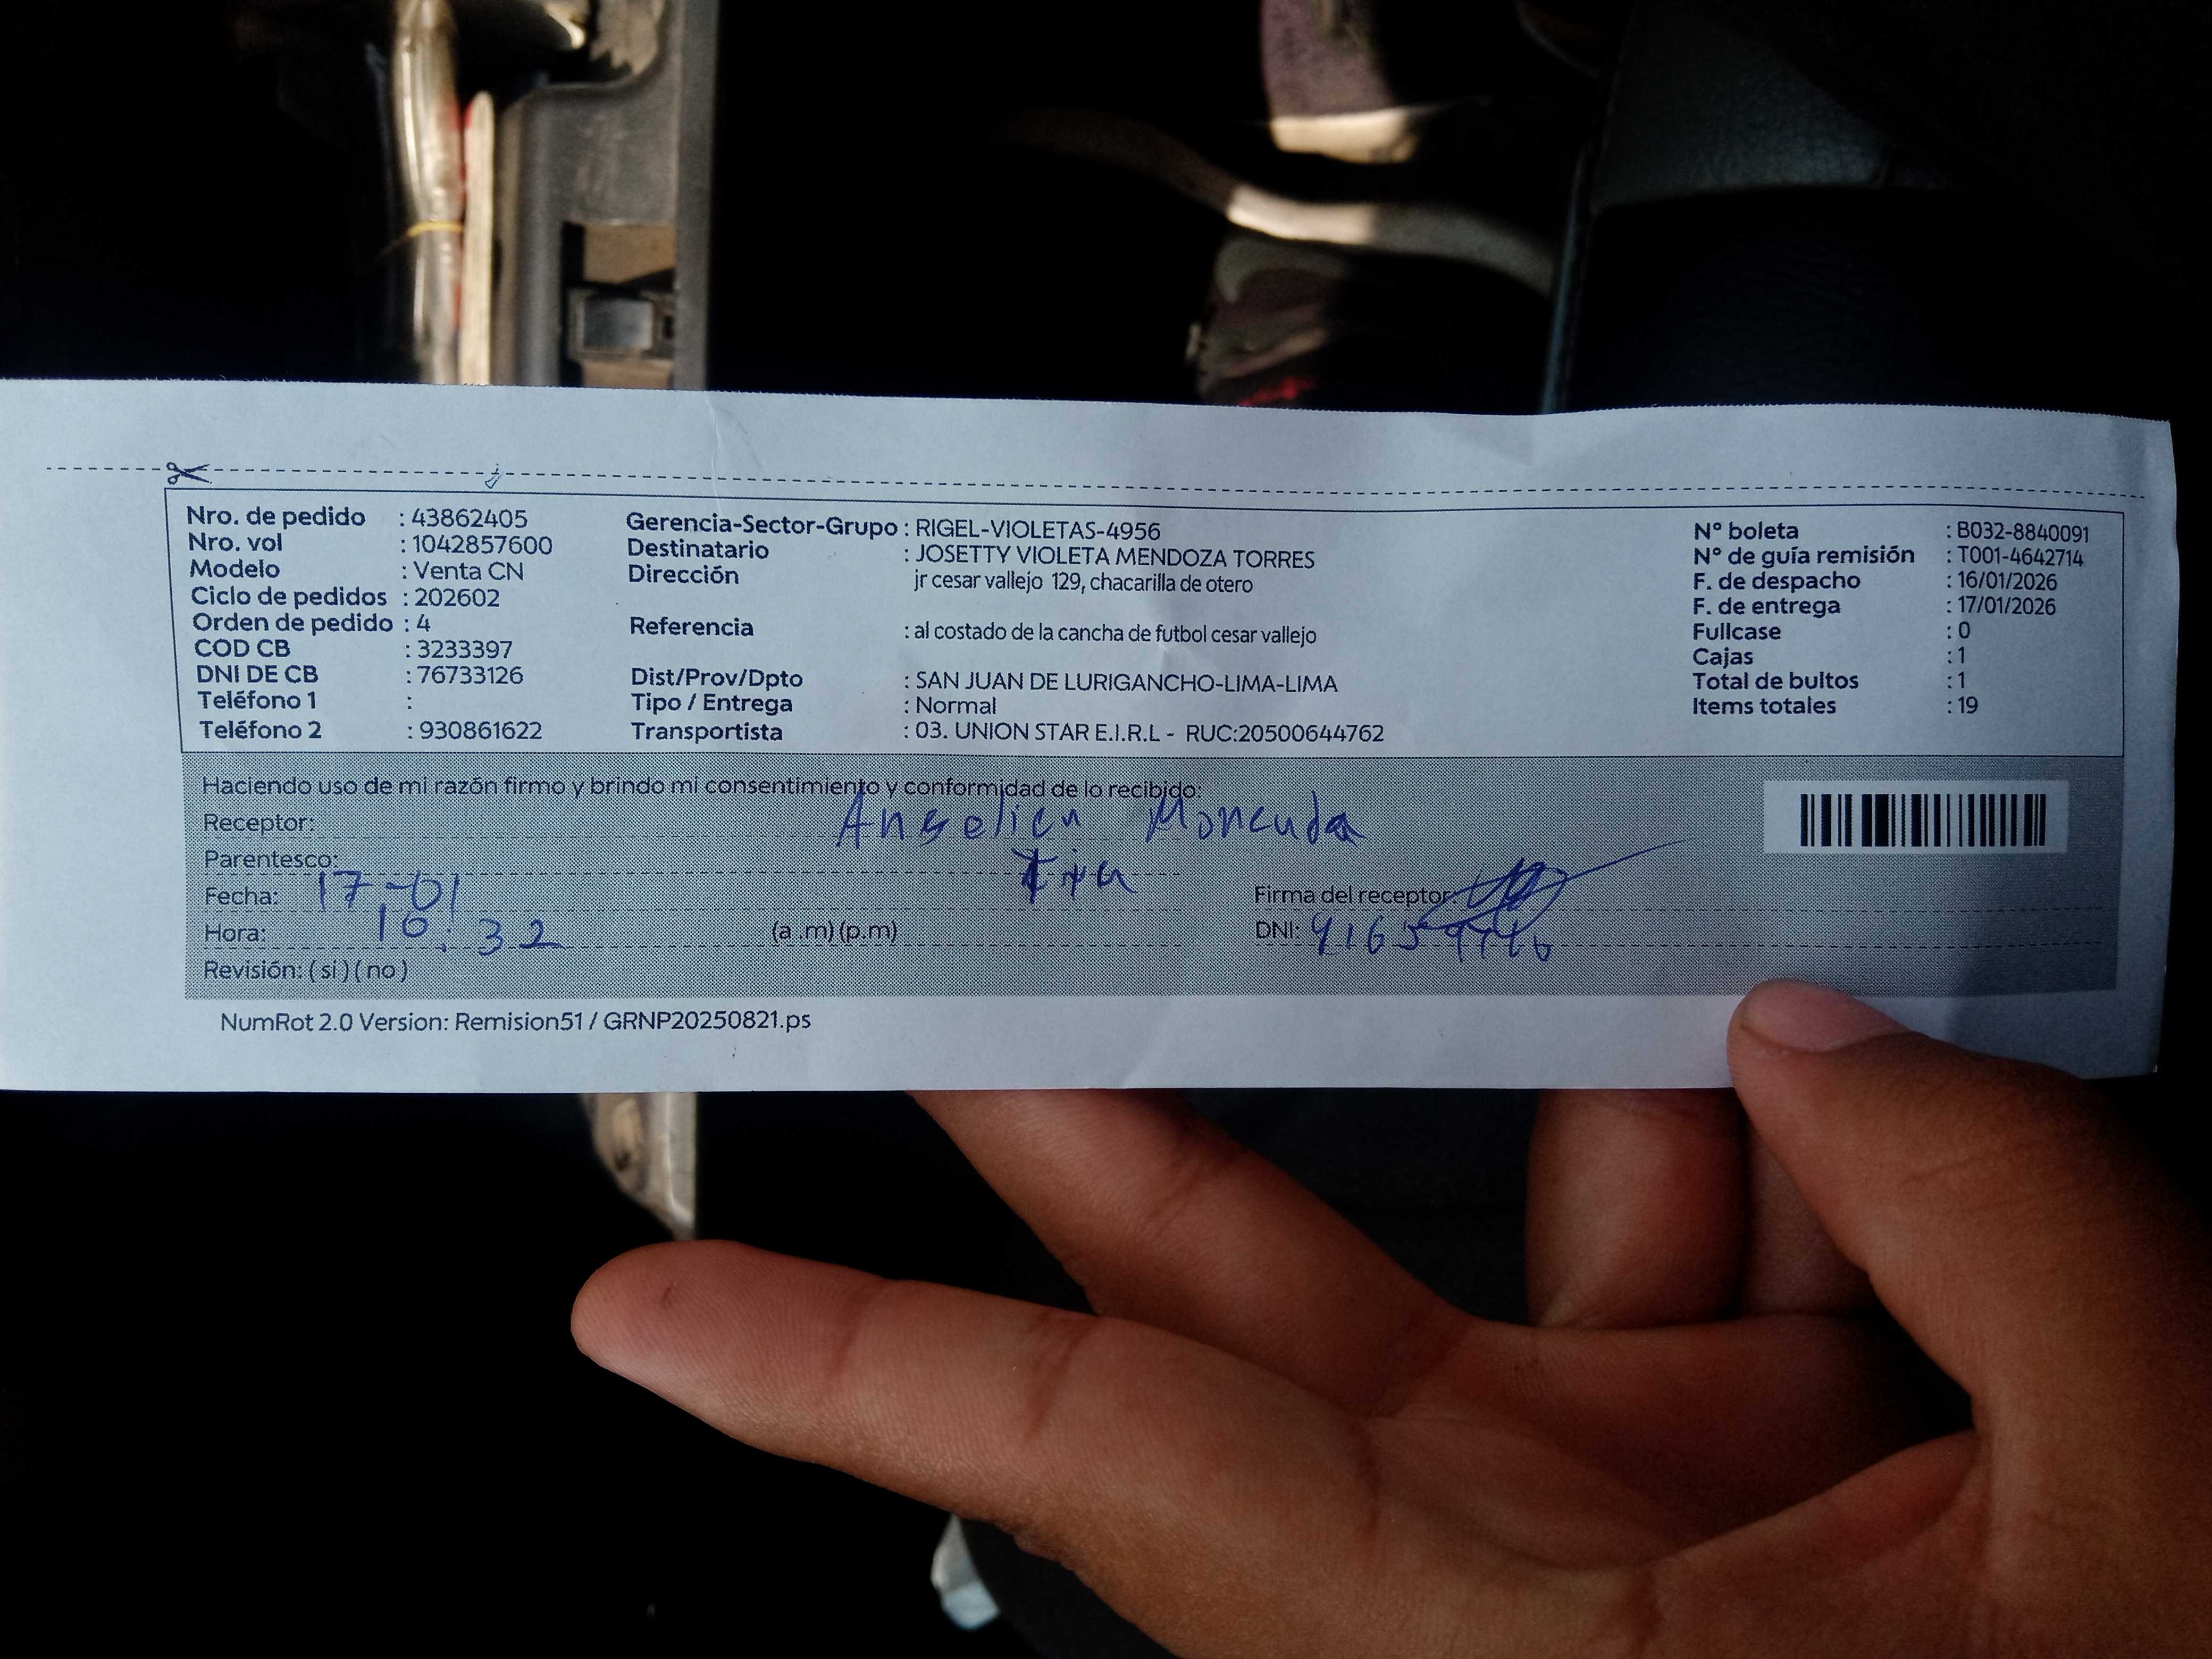 Nro. de pedido : 43862405
Nro. vol : 1042857600
Modelo : Venta CN
Ciclo de pedidos : 202602
Orden de pedido : 4
COD CB : 3233397
DNI DE CB : 76733126
Teléfono 1 :
Teléfono 2 : 930861622
Gerencia-Sector-Grupo : RIGEL-VIOLETAS-4956
Destinatario : JOSETTY VIOLETA MENDOZA TORRES
Dirección jr cesar vallejo 129, chacarilla de otero
Referencia : al costado de la cancha de futbol cesar vallejo
Dist/Prov/Dpto : SAN JUAN DE LURIGANCHO-LIMA-LIMA
Tipo / Entrega : Normal
Transportista : 03. UNION STAR E.I.R.L - RUC:20500644762
N° boleta : B032-8840091
N° de guía remisión : T001-4642714
F. de despacho : 16/01/2026
F. de entrega : 17/01/2026
Fullcase : 0
Cajas : 1
Total de bultos : 1
Items totales : 19
Haciendo uso de mi razón firmo y brindo mi consentimiento y conformidad de lo recibido:
Receptor: Angelica Moncada
Parentesco:
Fecha: 17-01
Firma del receptor:
Hora: 10:32 (a .m) (p.m)
DNI:
Revisión: ( si ) ( no )
NumRot 2.0 Version: Remision51 / GRNP20250821.ps